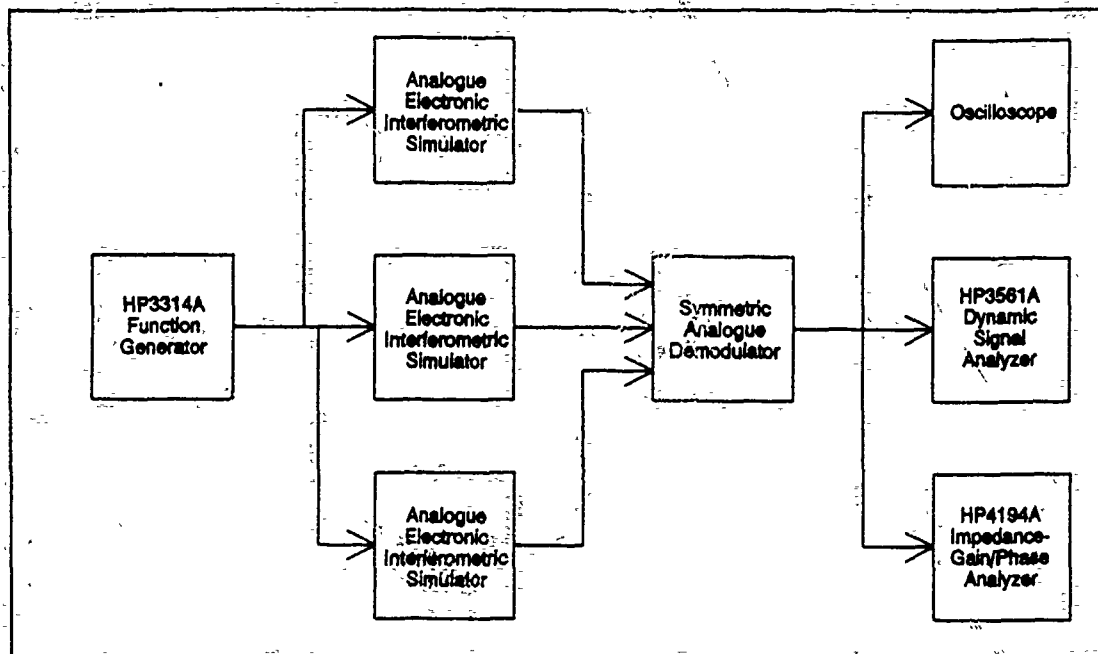 Analogue
Electronic
Interferometric
Simulator
Oscilloscope
HP3314A
Function
Generator
Analogue
Electronic
Interferometric
Simulator
Symmetric
Analogue
Demodulator
HP3561A
Dynamic
Signal
Analyzer
Analogue
Electronic
Interferometric
Simulator
HP4194A
Impedance-
Gain/Phase
Analyzer